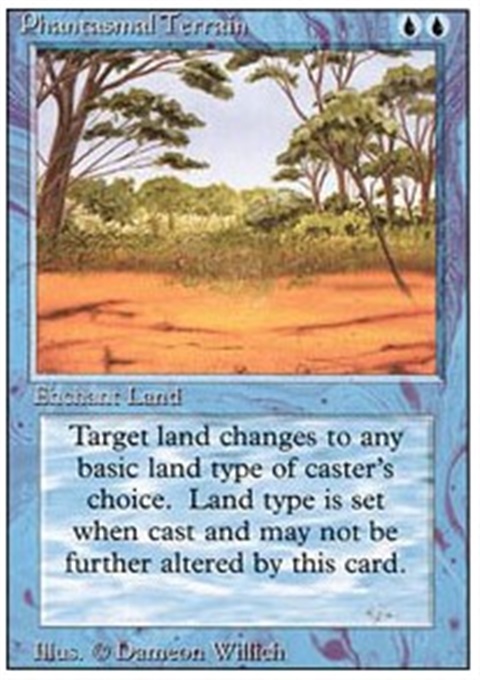 Phantasmal Terrain
Enchant Land
Target land changes to any
basic land type of caster's
choice. Land type is set
when cast and may not be
further altered by this card.
Illus. © Dameon Willich